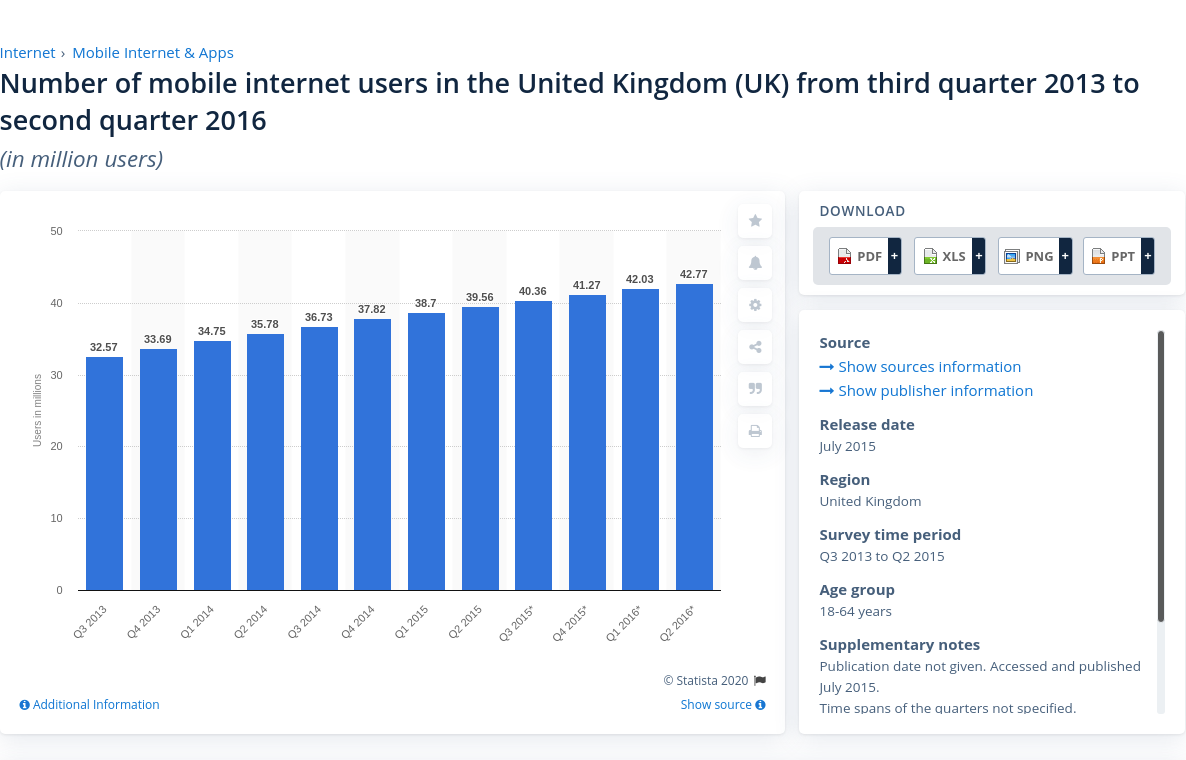 Internet › Mobile Internet & Apps
Number of mobile internet users in the United Kingdom (UK) from third quarter 2013 to
second quarter 2016
(in million users)
50
40
30
20
10
0
Users in millions
32.57
33.69
34.75
35.78
36.73
37.82
38.7
39.56
40.36
41.27
42.03
42.77
Q3 2013
Q4 2013
Q1 2014
Q2 2014
Q3 2014
Q4 2014
Q1 2015
Q2 2015
Q3 2015*
Q4 2015*
Q1 2016*
Q2 2016*
© Statista 2020
Additional Information
Show source
DOWNLOAD
PDF +
XLS +
PNG +
PPT +
Source
Show sources information
Show publisher information
Release date
July 2015
Region
United Kingdom
Survey time period
Q3 2013 to Q2 2015
Age group
18-64 years
Supplementary notes
Publication date not given. Accessed and published
July 2015.
Time spans of the quarters not specified.